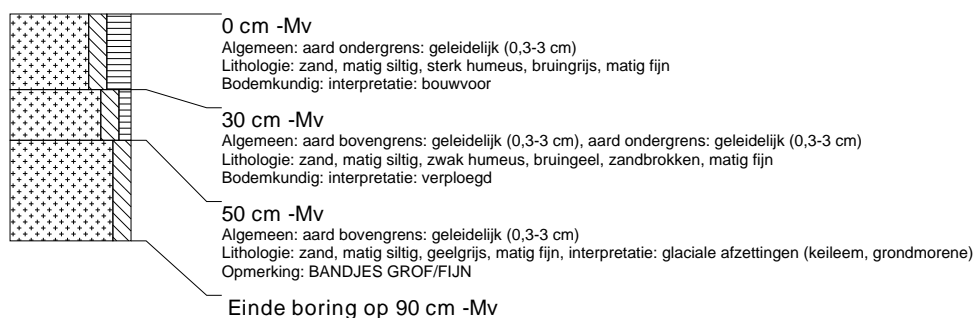 0 cm -Mv
Algemeen: aard ondergrens: geleidelijk (0,3-3 cm)
Lithologie: zand, matig siltig, sterk humeus, bruingrijs, matig fijn
Bodemkundig: interpretatie: bouwvoor
30 cm -Mv
Algemeen: aard bovengrens: geleidelijk (0,3-3 cm), aard ondergrens: geleidelijk (0,3-3 cm)
Lithologie: zand, matig siltig, zwak humeus, bruingeel, zandbrokken, matig fijn
Bodemkundig: interpretatie: verploegd
50 cm -Mv
Algemeen: aard bovengrens: geleidelijk (0,3-3 cm)
Lithologie: zand, matig siltig, geelgrijs, matig fijn, interpretatie: glaciale afzettingen (keileem, grondmorene)
Opmerking: BANDJES GROF/FIJN
Einde boring op 90 cm -Mv